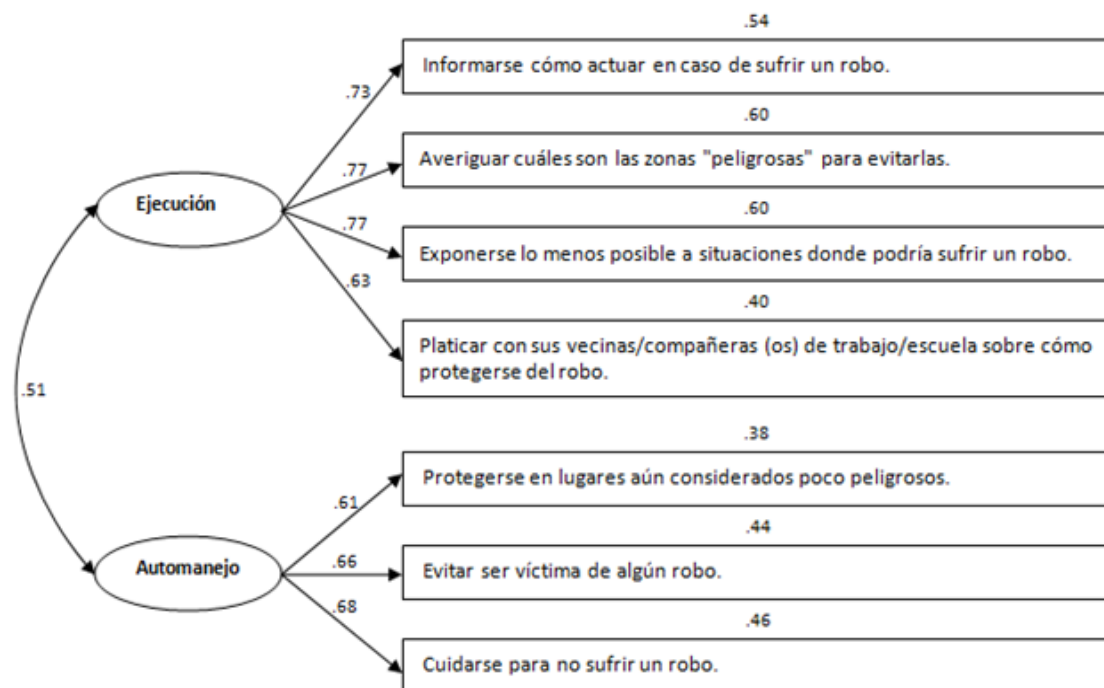 .54
Informarse cómo actuar en caso de sufrir un robo.
.73
.60
Averiguar cuáles son las zonas "peligrosas" para evitarlas.
.77
Ejecución
.60
.77
Exponerse lo menos posible a situaciones donde podría sufrir un robo.
.63
.40
Platicar con sus vecinas/compañeras (os) de trabajo/escuela sobre cómo
protegerse del robo.
.51
.38
Protegerse en lugares aún considerados poco peligrosos.
.61
.44
Automanejo
.66
Evitar ser víctima de algún robo.
.68
.46
Cuidarse para no sufrir un robo.